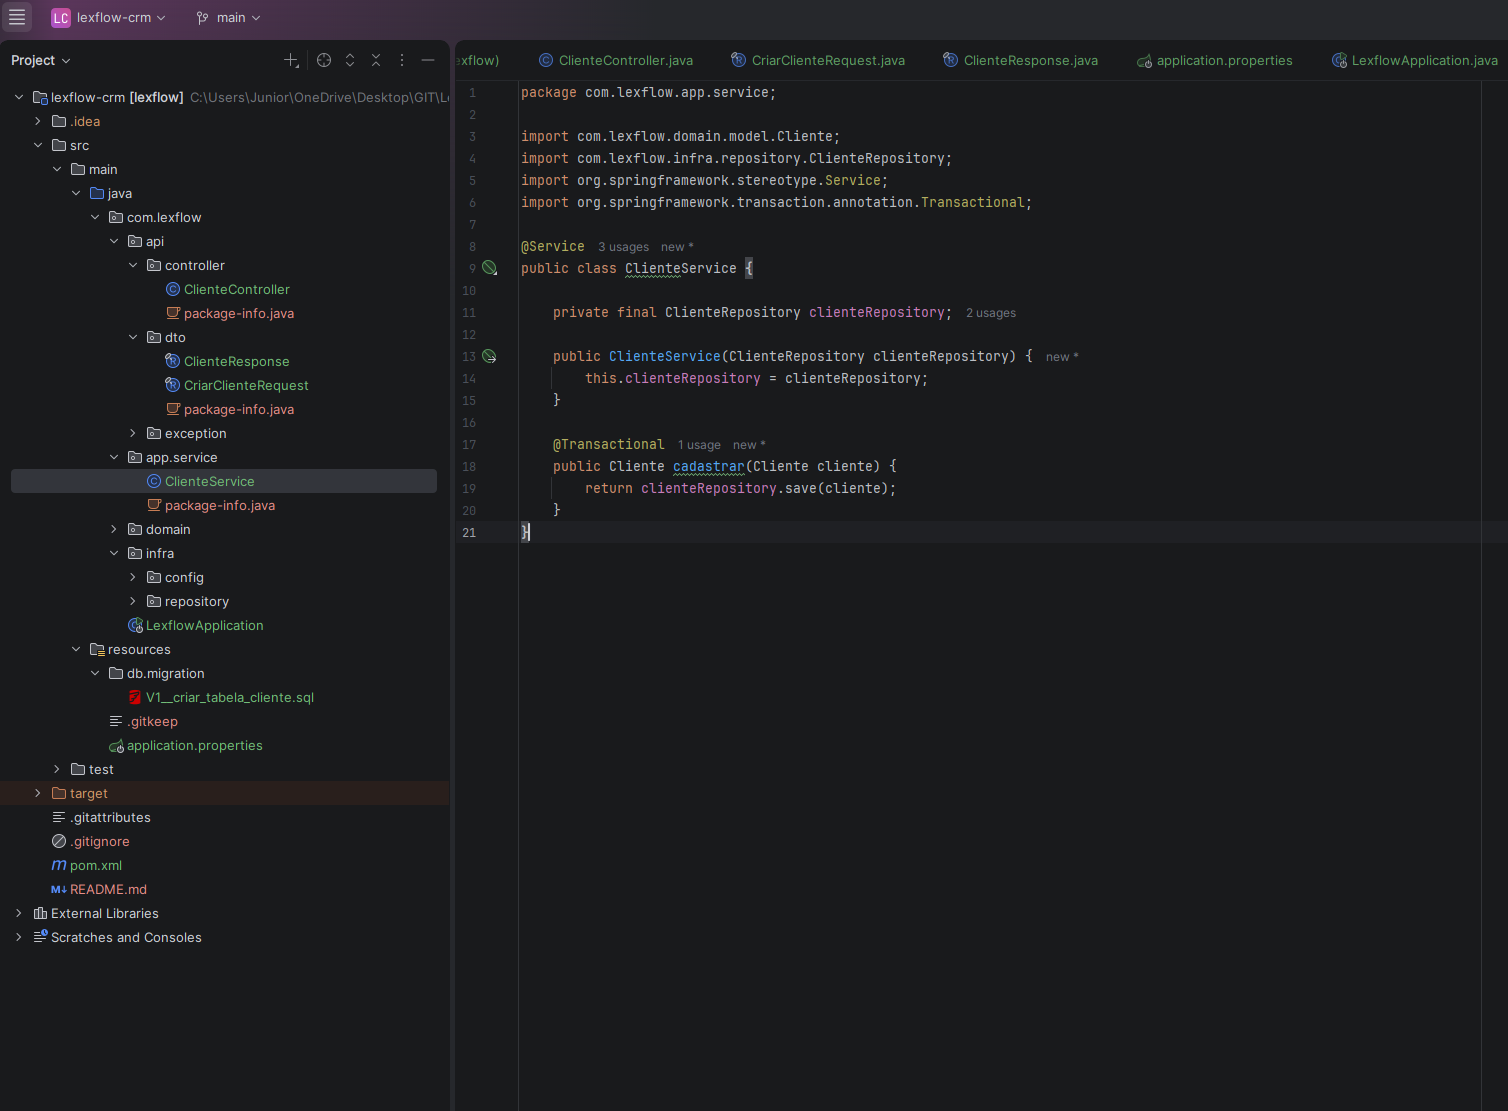 LC lexflow-crm main
Project
lexflow-crm [lexflow] C:\Users\Junior\OneDrive\Desktop\GIT\L
.idea
src
main
java
com.lexflow
api
controller
ClienteController
package-info.java
dto
ClienteResponse
CriarClienteRequest
package-info.java
exception
app.service
ClienteService
package-info.java
domain
infra
config
repository
LexflowApplication
resources
db.migration
V1__criar_tabela_cliente.sql
.gitkeep
application.properties
test
target
.gitattributes
.gitignore
pom.xml
README.md
External Libraries
Scratches and Consoles
exflow) ClienteController.java CriarClienteRequest.java ClienteResponse.java application.properties LexflowApplication.java
1 package com.lexflow.app.service;
2
3 import com.lexflow.domain.model.Cliente;
4 import com.lexflow.infra.repository.ClienteRepository;
5 import org.springframework.stereotype.Service;
6 import org.springframework.transaction.annotation.Transactional;
7
8 @Service 3 usages new *
9 public class ClienteService {
10
11 private final ClienteRepository clienteRepository; 2 usages
12
13 public ClienteService(ClienteRepository clienteRepository) { new *
14 this.clienteRepository = clienteRepository;
15 }
16
17 @Transactional 1 usage new *
18 public Cliente cadastrar(Cliente cliente) {
19 return clienteRepository.save(cliente);
20 }
21 }